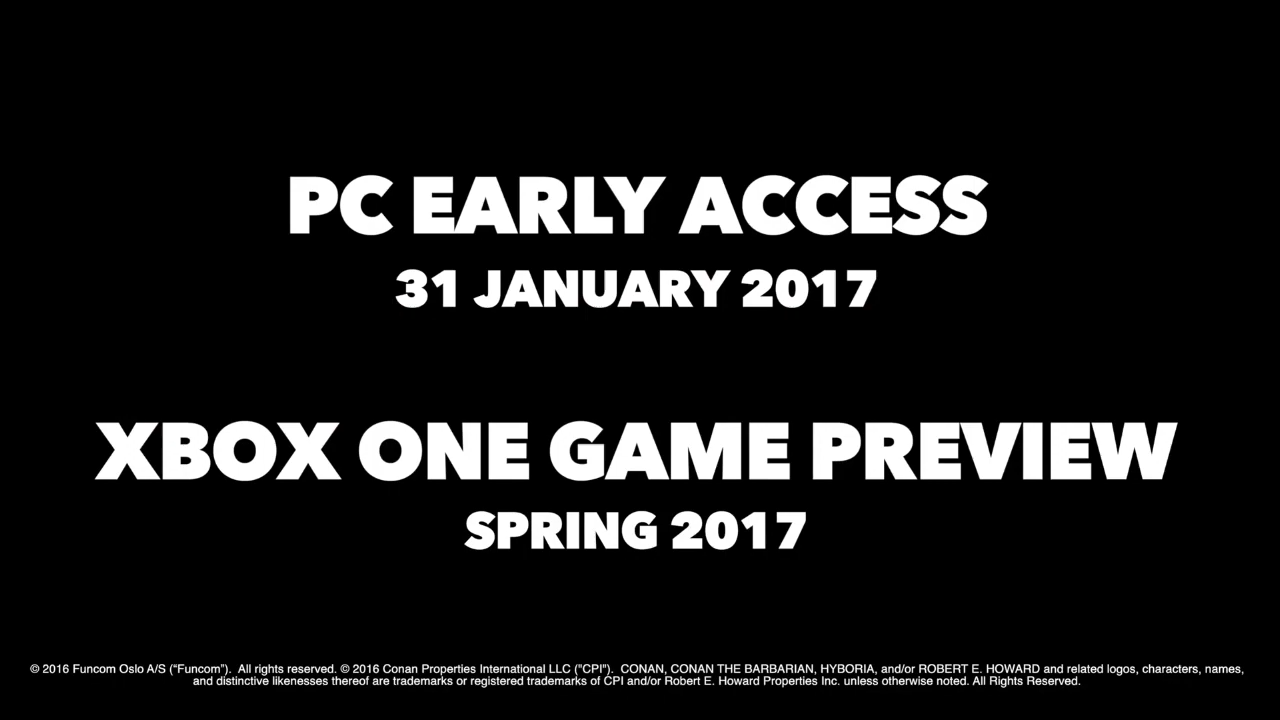 PC EARLY ACCESS
31 JANUARY 2017
XBOX ONE GAME PREVIEW
SPRING 2017
© 2016 Funcom Oslo A/S (“Funcom”).  All rights reserved. © 2016 Conan Properties International LLC ("CPI").  CONAN, CONAN THE BARBARIAN, HYBORIA, and/or ROBERT E. HOWARD and related logos, characters, names,
and distinctive likenesses thereof are trademarks or registered trademarks of CPI and/or Robert E. Howard Properties Inc. unless otherwise noted. All Rights Reserved.